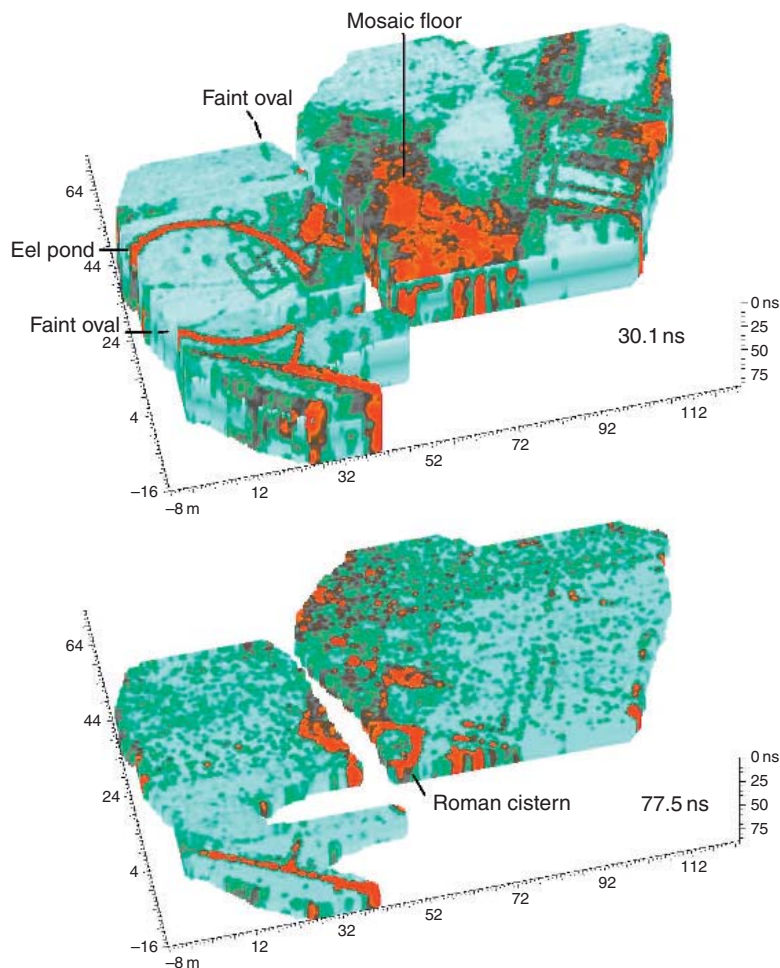 Mosaic floor
Faint oval
64
Eel pond
44
Faint oval
24
0 ns
25
30.1 ns
50
75
4
112
92
72
52
32
12
–16
–8 m
64
44
0 ns
24
25
Roman cistern
77.5 ns
50
75
4
112
92
72
52
32
12
–16
–8 m